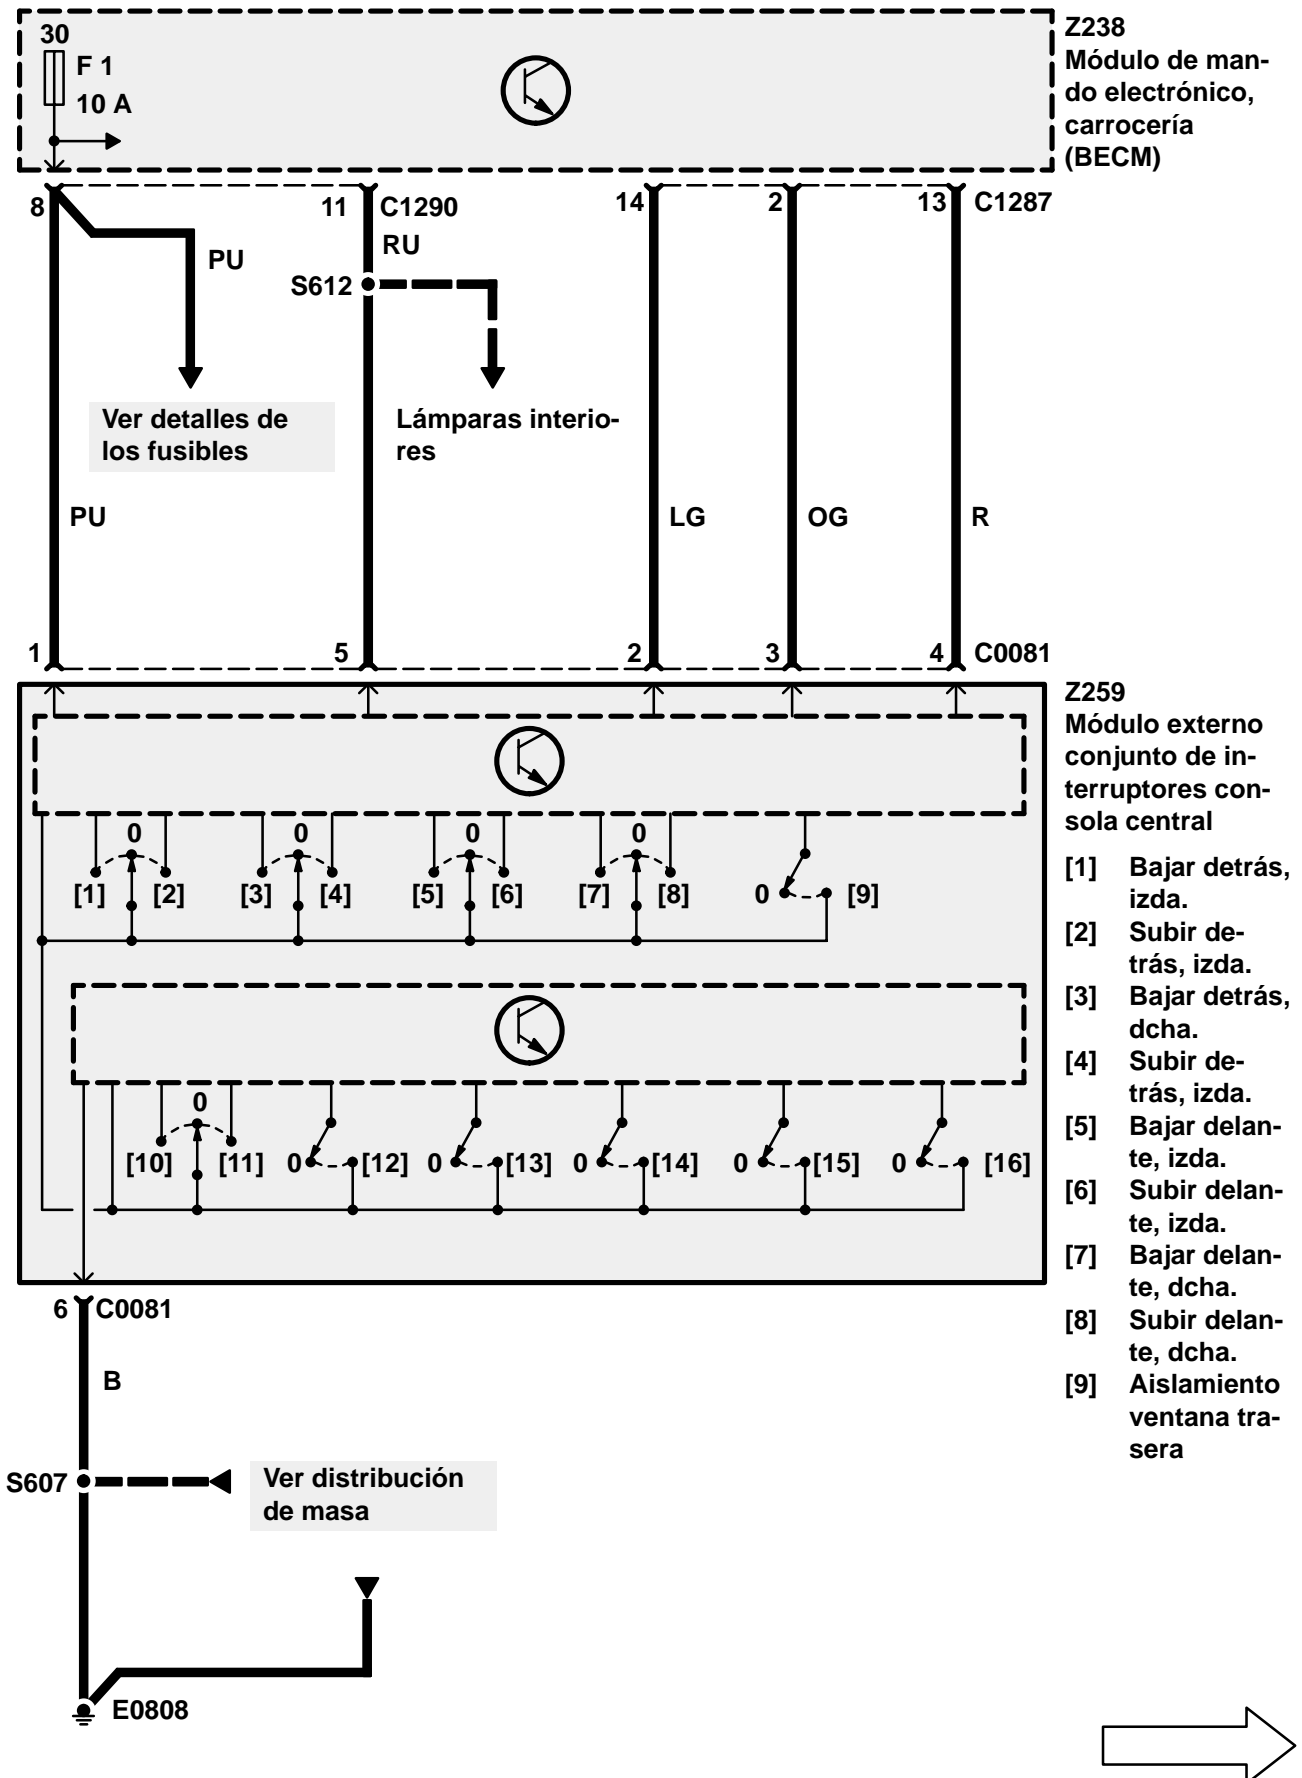 30
F 1
10 A
Z238
Módulo de man-
do electrónico,
carrocería
(BECM)
8
11
C1290
14
2
13
C1287
PU
RU
S612
Ver detalles de
los fusibles
Lámparas interio-
res
PU
LG
OG
R
1
5
2
3
4
C0081
Z259
Módulo externo
conjunto de in-
terruptores con-
sola central
0
0
0
0
[1]
[2]
[3]
[4]
[5]
[6]
[7]
[8]
0
[9]
0
[10]
[11]
0
[12]
0
[13]
0
[14]
0
[15]
0
[16]
[1] Bajar detrás,
izda.
[2] Subir de-
trás, izda.
[3] Bajar detrás,
dcha.
[4] Subir de-
trás, izda.
[5] Bajar delan-
te, izda.
[6] Subir delan-
te, izda.
[7] Bajar delan-
te, dcha.
[8] Subir delan-
te, dcha.
[9] Aislamiento
ventana tra-
sera
6
C0081
B
S607
Ver distribución
de masa
E0808